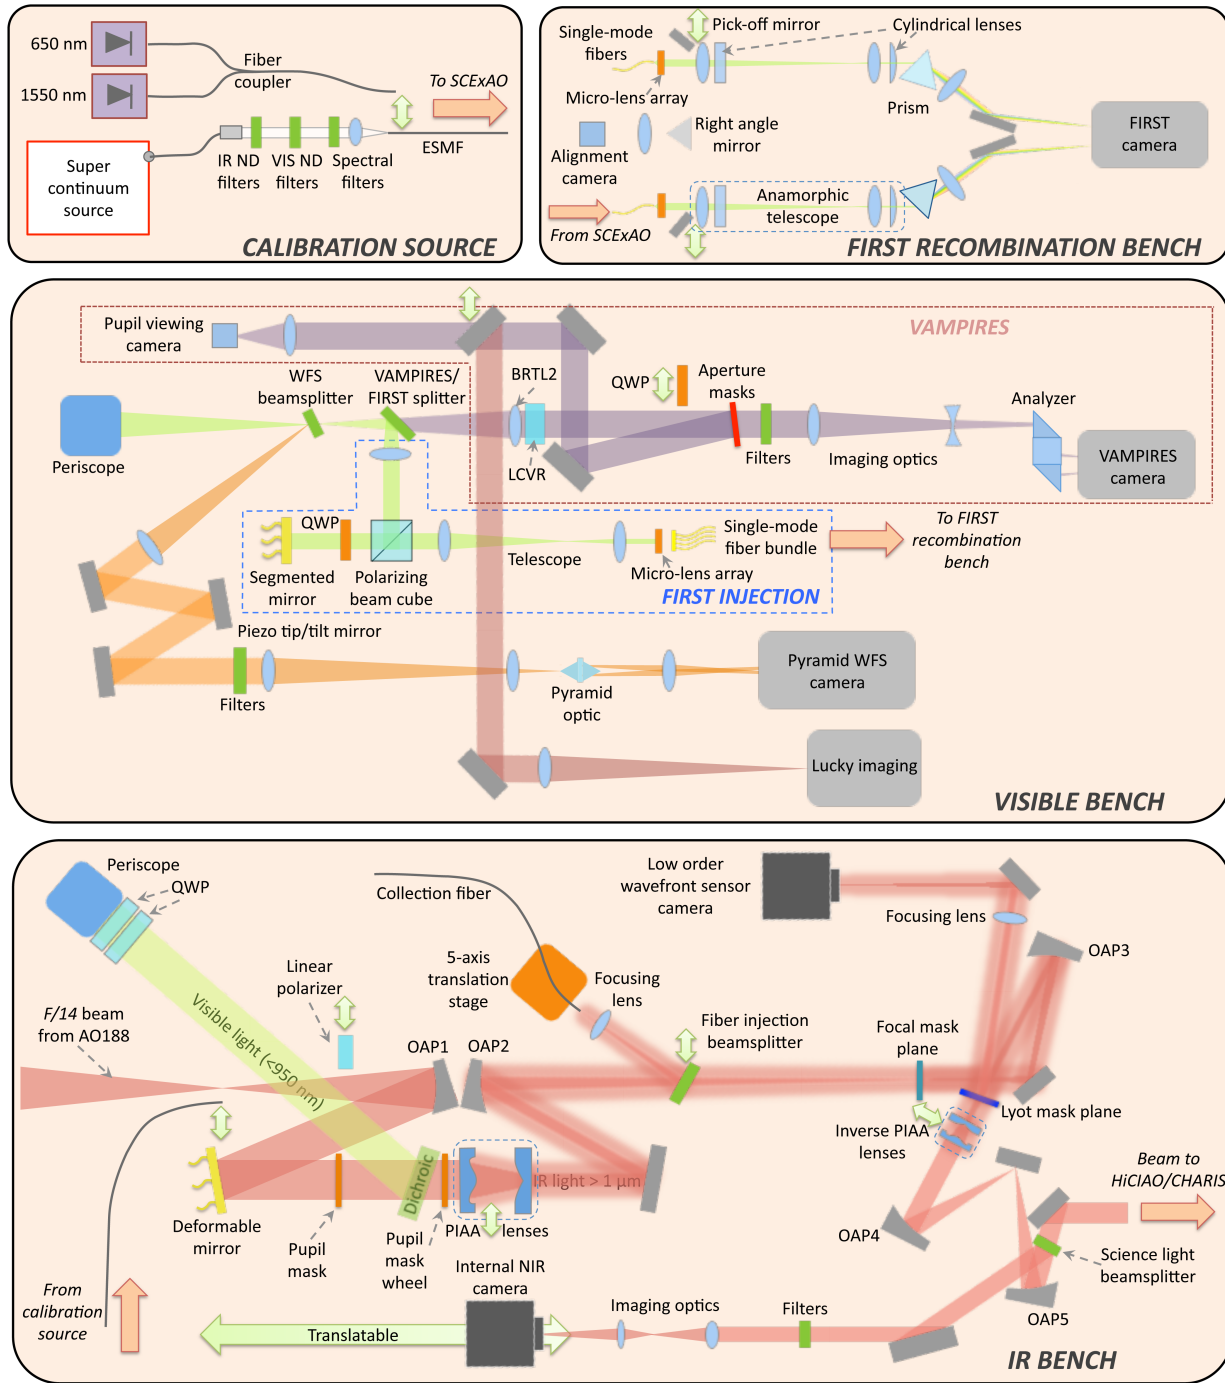 650 nm
1550 nm
Fiber
coupler
To SCExAO
ESMF
IR ND
filters
VIS ND
filters
Spectral
filters
Super
continuum
source
CALIBRATION SOURCE
Single-mode
fibers
Pick-off mirror
Cylindrical lenses
Micro-lens array
Prism
Alignment
camera
Right angle
mirror
FIRST
camera
Anamorphic
telescope
From SCExAO
FIRST RECOMBINATION BENCH
Pupil viewing
camera
VAMPIRES
WFS
beamsplitter
VAMPIRES/
FIRST splitter
BRTL2
QWP
Aperture
masks
Analyzer
Periscope
LCVR
Filters
Imaging optics
VAMPIRES
camera
QWP
Segmented
mirror
Polarizing
beam cube
Telescope
Single-mode
fiber bundle
Micro-lens array
FIRST INJECTION
To FIRST
recombination
bench
Piezo tip/tilt mirror
Filters
Pyramid
optic
Pyramid WFS
camera
Lucky imaging
VISIBLE BENCH
Periscope
QWP
Collection fiber
Low order
wavefront sensor
camera
Focusing lens
OAP3
5-axis
translation
stage
Focusing
lens
Linear
polarizer
F/14 beam
from AO188
Visible light (<950 nm)
OAP1
OAP2
Fiber injection
beamsplitter
Focal mask
plane
Lyot mask plane
Inverse PIAA
lenses
Dichroic
IR light > 1 µm
PIAA lenses
Deformable
mirror
Pupil
mask
Pupil
mask
wheel
OAP4
Beam to
HiCIAO/CHARIS
Science light
beamsplitter
OAP5
From
calibration
source
Internal NIR
camera
Translatable
Imaging optics
Filters
IR BENCH